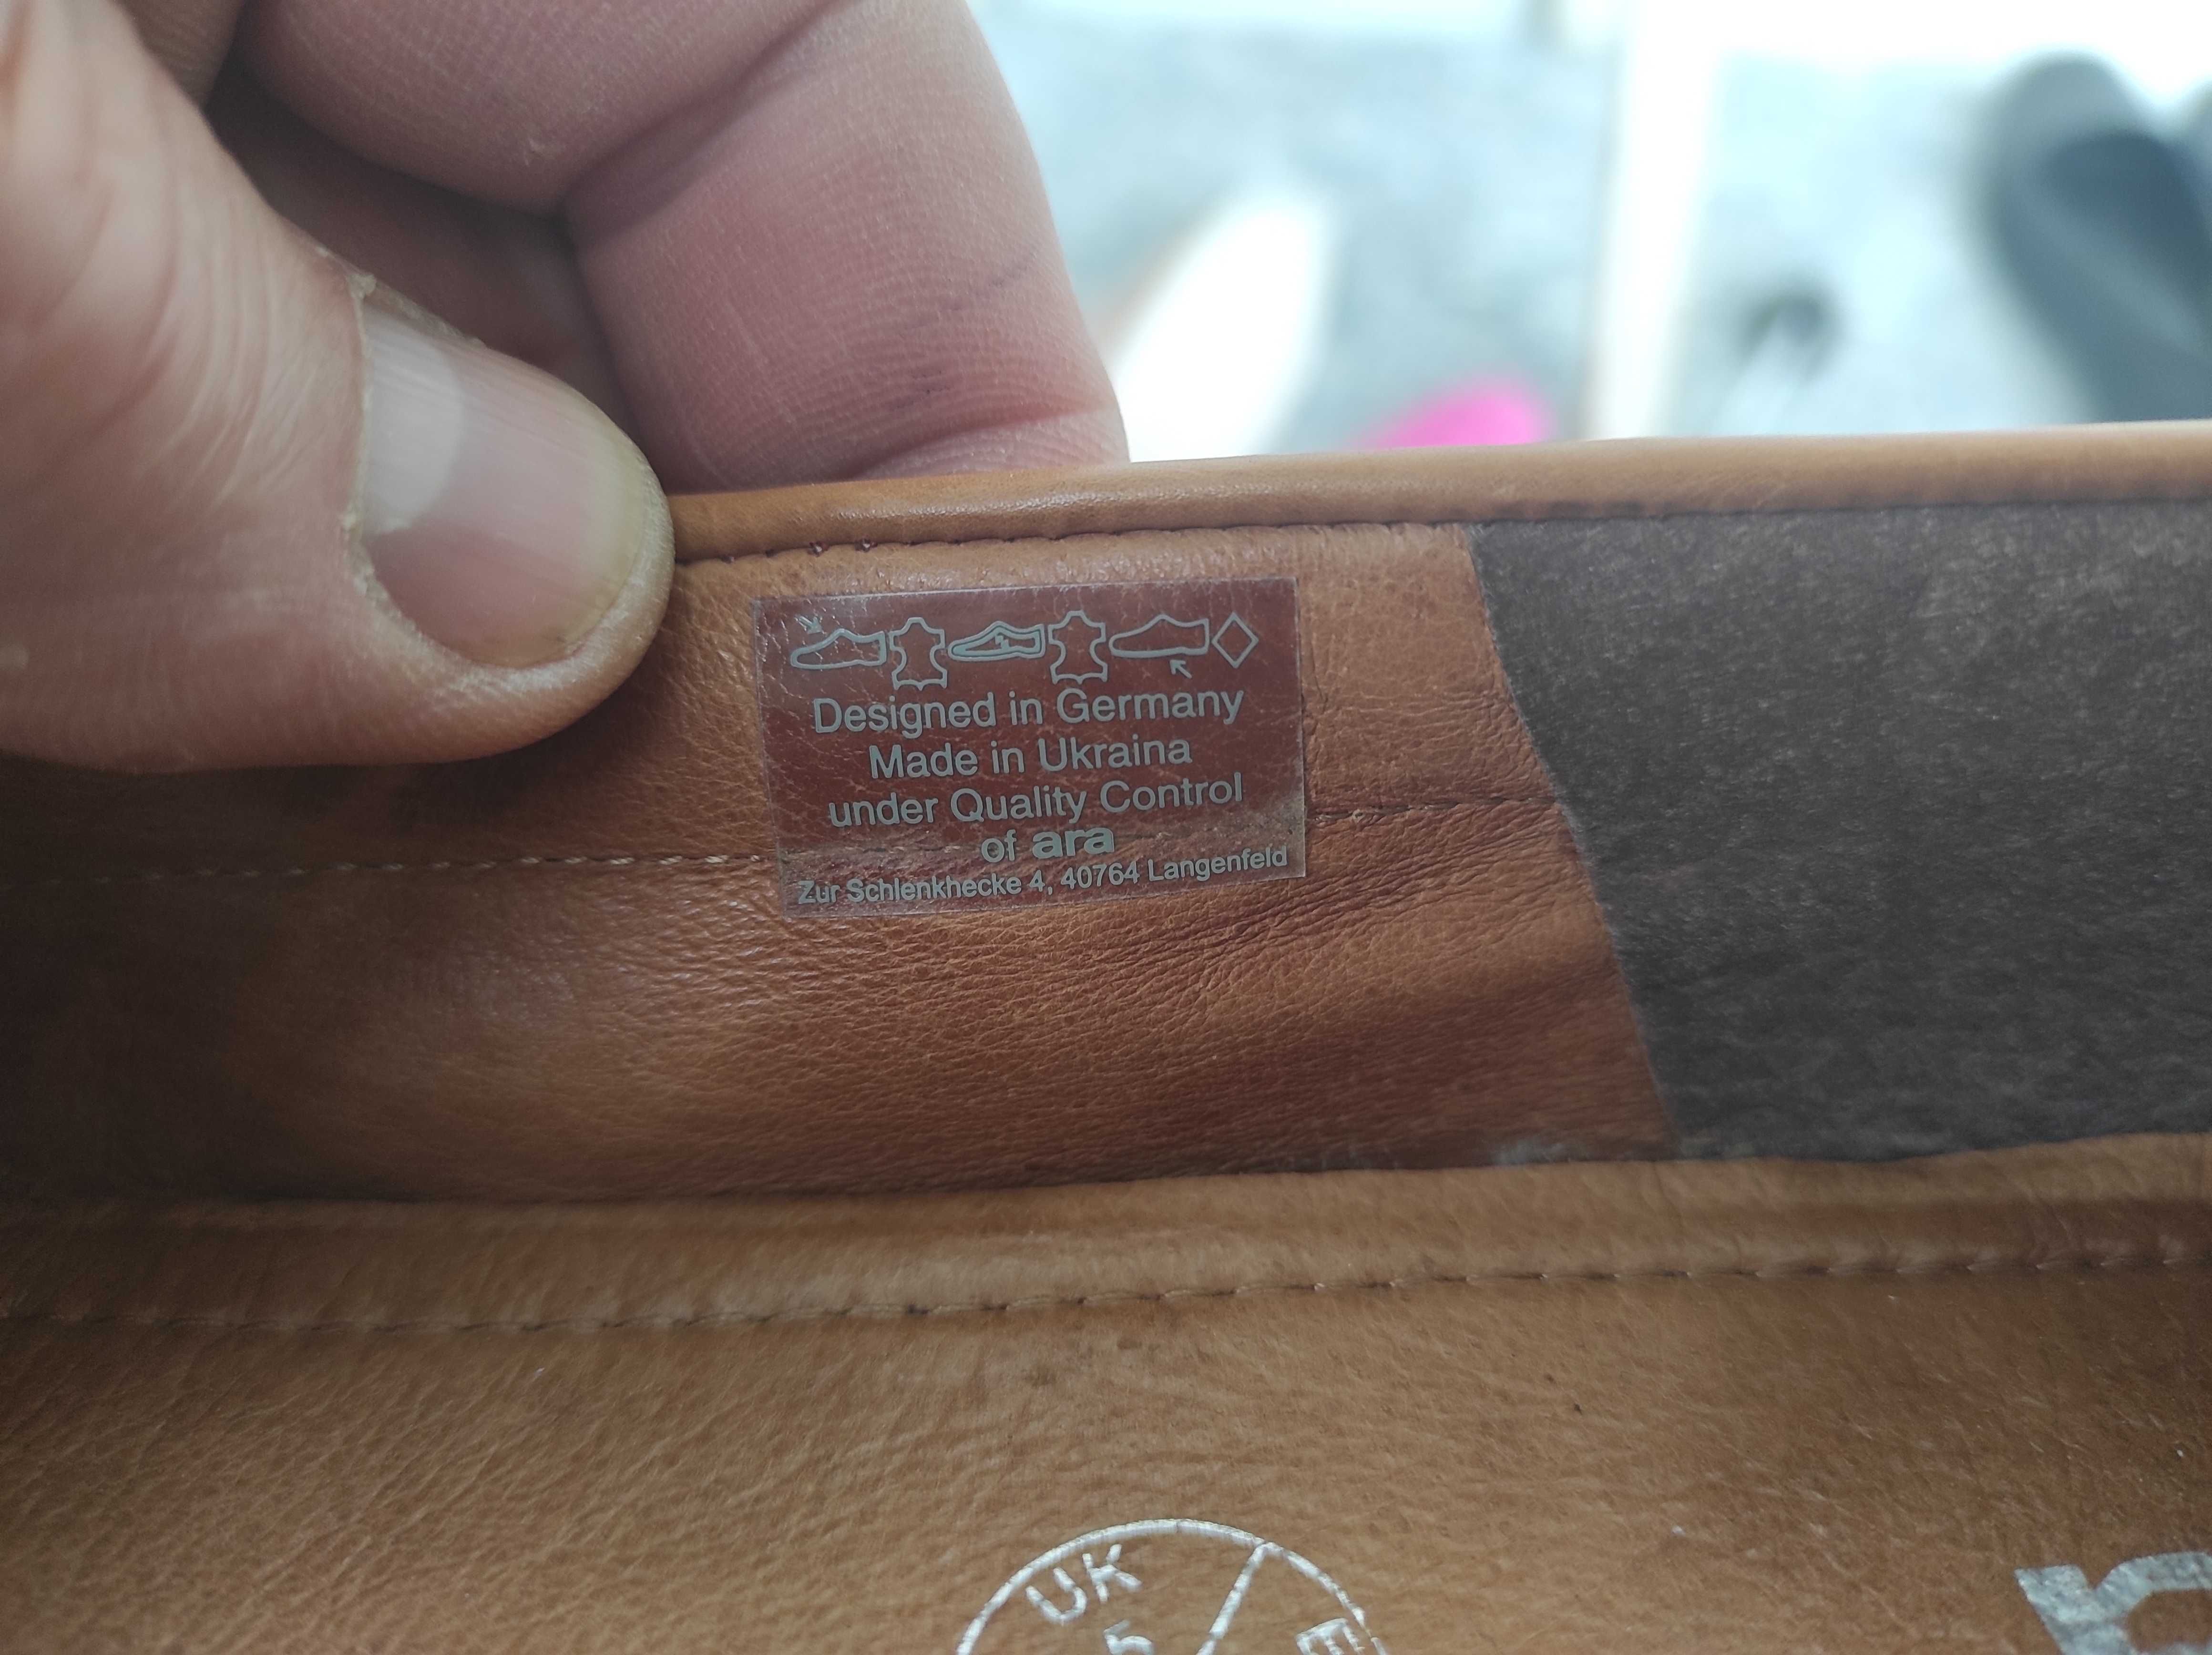 Designed in Germany
Made in Ukraina
under Quality Control
of ara
Zur Schlenkhecke 4, 40764 Langenfeld
UK
5